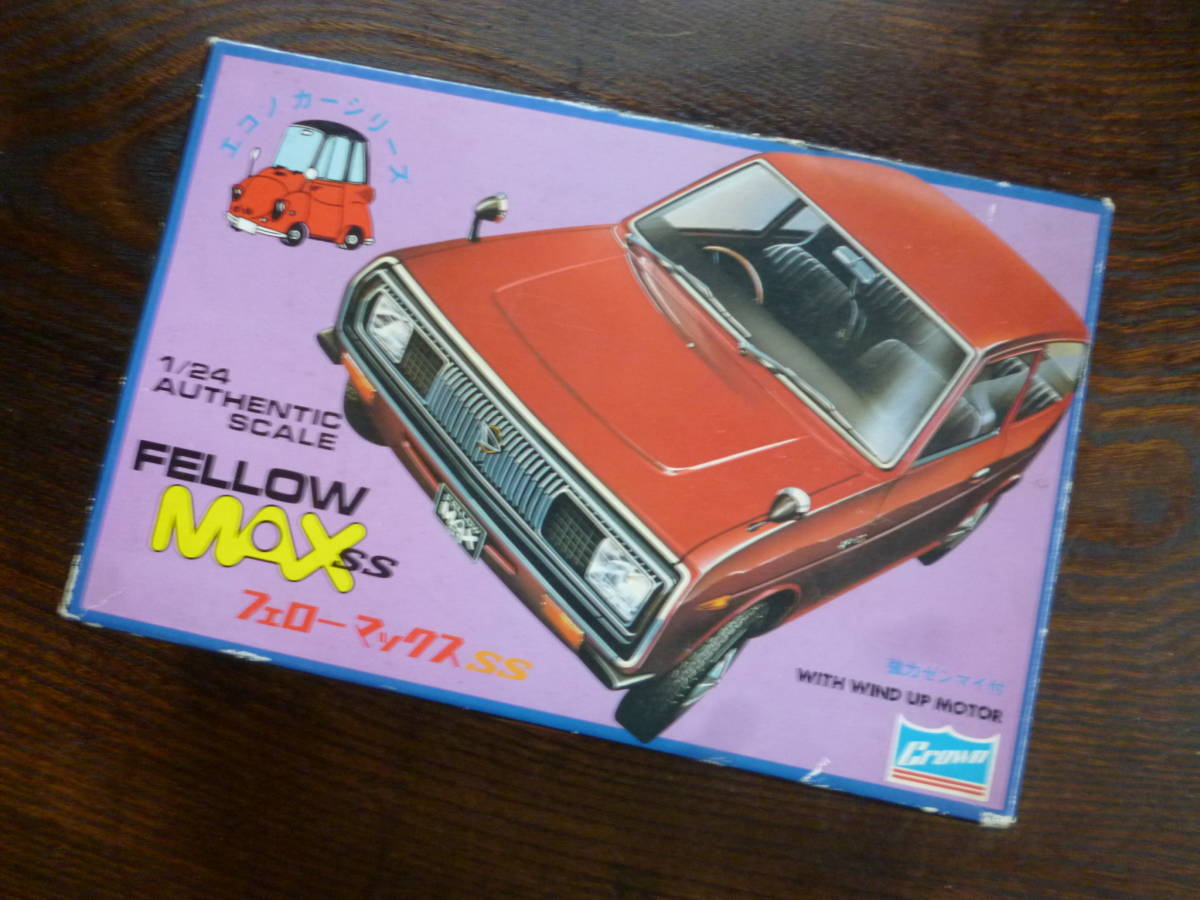 エコノカーシリーズ
1/24
AUTHENTIC
SCALE
FELLOW
MAX SS
フェローマックスSS
MAX
強力ゼンマイ付
WITH WIND UP MOTOR
Crown